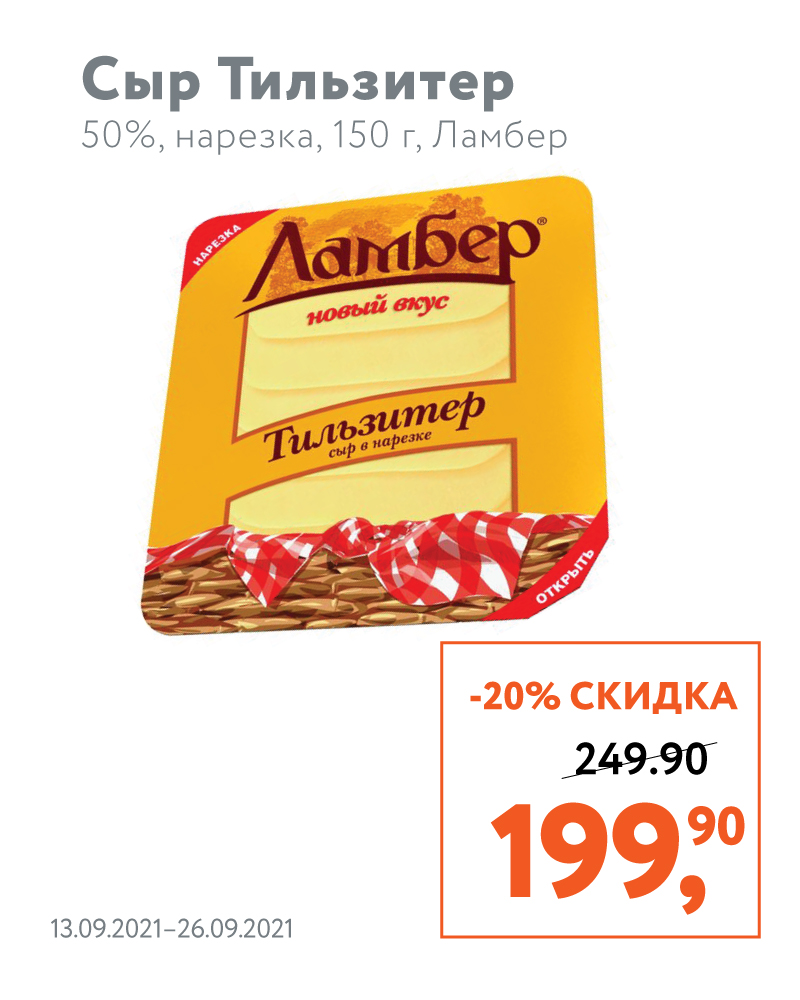 Сыр Тильзитер
50%, нарезка, 150 г, Ламбер
НАРЕЗКА
Ламбер®
новый вкус
Тильзитер
сыр в нарезке
ОТКРЫТЬ
-20% СКИДКА
249.90
199,90
13.09.2021–26.09.2021